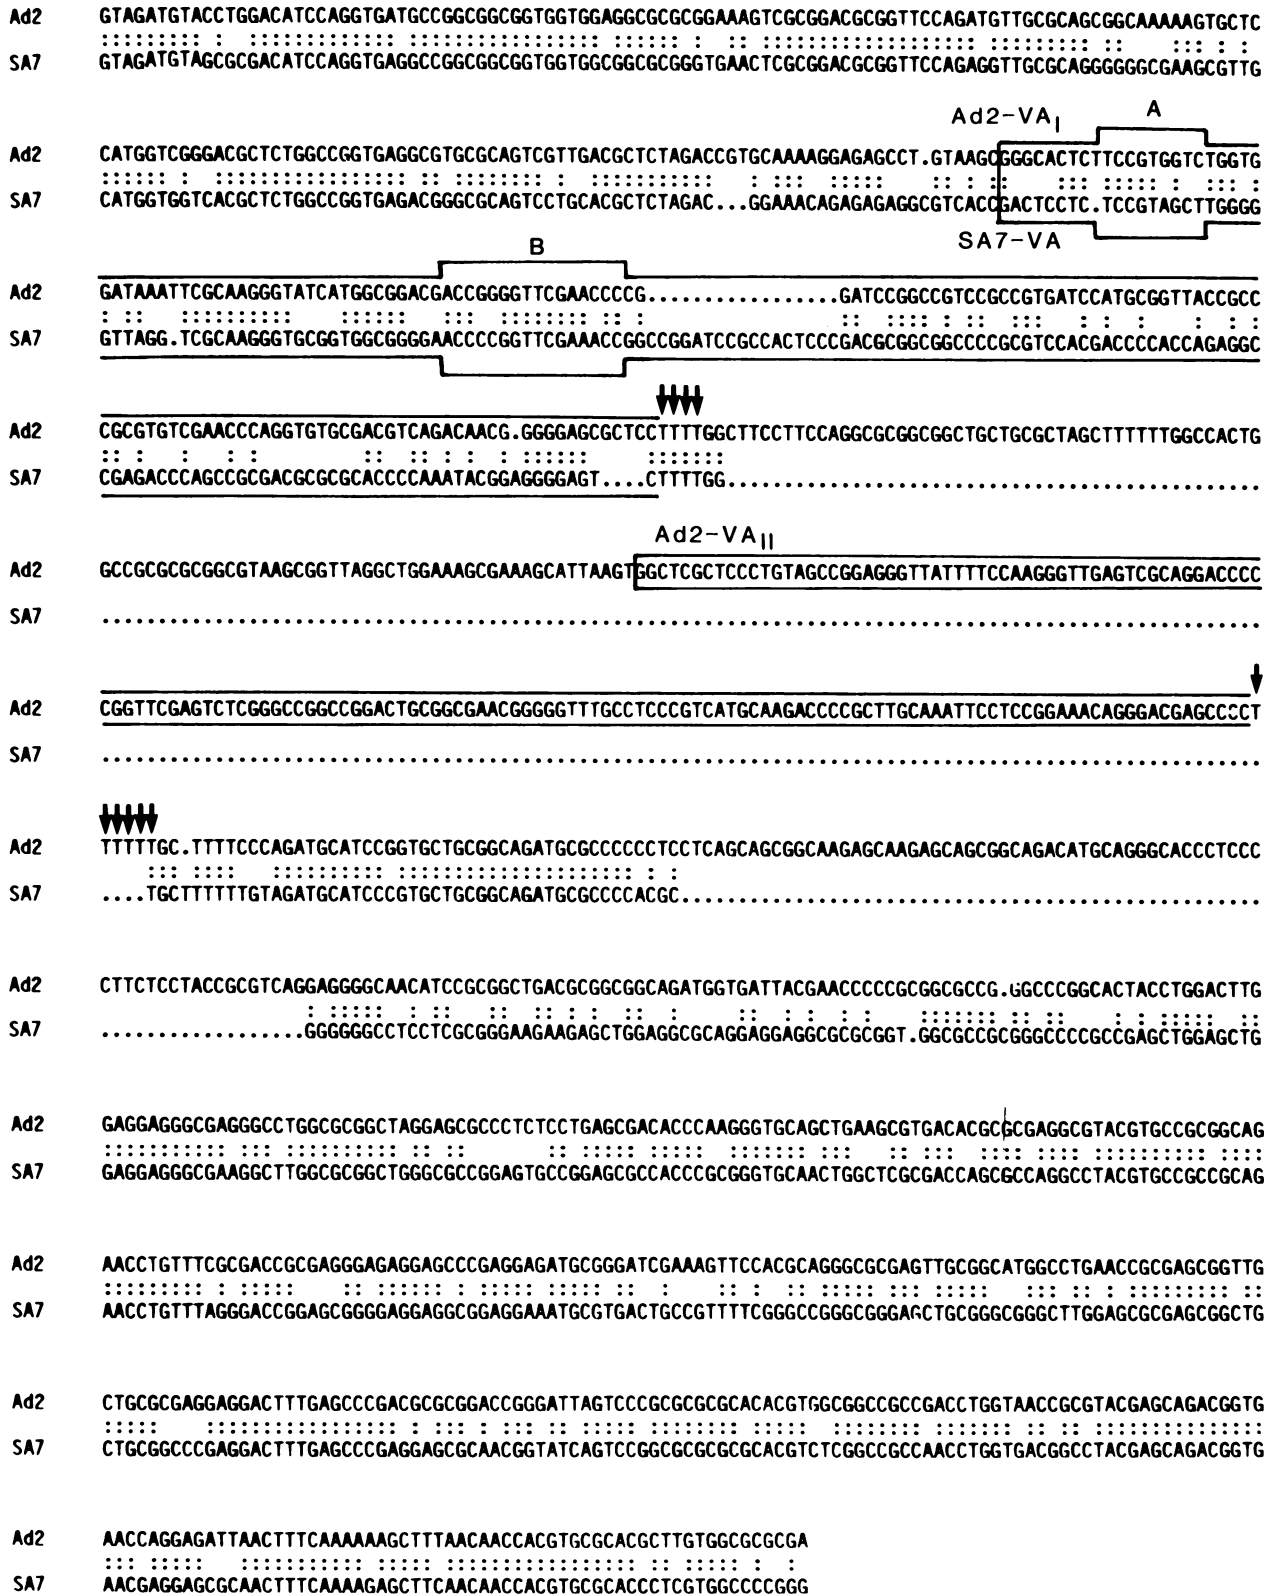 Ad2 GTAGATGTACCTGGACATCCAGGTGATGCCGGCGGCGGTGGTGGAGGCGCGCGGAAAGTCGCGGACGCGGTTCCAGATGTTGCGCAGCGGCAAAAAGTGCTC
SA7 GTAGATGTAGCGCGACATCCAGGTGAGGCCGGCGGCGGTGGTGGCGGCGCGGGTGAACTCGCGGACGCGGTTCCAGAGGTTGCGCAGGGGGGCGAAGCGTTG
Ad2-VAI A
Ad2 CATGGTCGGGACGCTCTGGCCGGTGAGGCGTGCGCAGTCGTTGACGCTCTAGACCGTGCAAAAGGAGAGCCT.GTAAGCGGGCACTCTTCCGTGGTCTGGTG
SA7 CATGGTGGTCACGCTCTGGCCGGTGAGACGGGCGCAGTCCTGCACGCTCTAGAC...GGAAACAGAGAGAGGCGTCACCGACTCCTC.TCCGTAGCTTGGGG
SA7-VA
B
Ad2 GATAAATTCGCAAGGGTATCATGGCGGACGACCGGGGTTCGAACCCCG.................GATCCGGCCGTCCGCCGTGATCCATGCGGTTACCGCC
SA7 GTTAGG.TCGCAAGGGTGCGGTGGCGGGGAACCCCGGTTCGAAACCGGCCGGATCCGCCACTCCCGACGCGGCGGCCCCGCGTCCACGACCCCACCAGAGGC
Ad2 CGCGTGTCGAACCCAGGTGTGCGACGTCAGACAACG.GGGGAGCGCTCCTTTTGGCTTCCTTCCAGGCGCGGCGGCTGCTGCGCTAGCTTTTTTGGCCACTG
SA7 CGAGACCCAGCCGCGACGCGCGCACCCCAAATACGGAGGGGAGT....CTTTTGG...............................................
Ad2-VAII
Ad2 GCCGCGCGCGGCGTAAGCGGTTAGGCTGGAAAGCGAAAGCATTAAGTGGCTCGCTCCCTGTAGCCGGAGGGTTATTTTCCAAGGGTTGAGTCGCAGGACCCC
SA7 ......................................................................................................
Ad2 CGGTTCGAGTCTCGGGCCGGCCGGACTGCGGCGAACGGGGGTTTGCCTCCCCGTCATGCAAGACCCCGCTTGCAAATTCCTCCGGAAACAGGGACGAGCCCCT
SA7 ......................................................................................................
Ad2 TTTTTGC.TTTTCCCAGATGCATCCGGTGCTGCGGCAGATGCGCCCCCCTCCTCAGCAGCGGCAAGAGCAAGAGCAGCGGCAGACATGCAGGGCACCCTCCC
SA7 ....TGCTTTTTTGTAGATGCATCCCGTGCTGCGGCAGATGCGCCCCACGC...................................................
Ad2 CTTCTCCTACCGCGTCAGGAGGGGCAACATCCGCGGCTGACGCGGCGGCAGATGGTGATTACGAACCCCCGCGGCGCCG.GGCCCGGCACTACCTGGACTTG
SA7 ..................GGGGGGCCTCCTCGCGGGAAGAAGAGCTGGAGGCGCAGGAGGAGGCGCGCGGT.GGCGCCGCGGGCCCCGCCGAGCTGGAGCTG
Ad2 GAGGAGGGCGAGGGCCTGGCGCGGCTAGGAGCGCCCTCTCCTGAGCGACACCCAAGGGTGCAGCTGAAGCGTGACACGCGCGAGGCGTACGTGCCGCGGCAG
SA7 GAGGAGGGCGAAGGCTTGGCGCGGCTGGGCGCCGGAGTGCCGGAGCGCCACCCGCGGGTGCAACTGGCTCGCGACCAGCGCCAGGCCTACGTGCCGCCGCAG
Ad2 AACCTGTTTCGCGACCGCGAGGGAGAGGAGCCCGAGGAGATGCGGGATCGAAAGTTCCACGCAGGGCGCGAGTTGCGGCATGGCCTGAACCGCGAGCGGTTG
SA7 AACCTGTTTAGGGACCGGAGCGGGGAGGAGGCGGAGGAAATGCGTGACTGCCGTTTTCGGGCCGGGCGGGAGCTGCGGGCGGGCTTGGAGCGCGAGCGGCTG
Ad2 CTGCGCGAGGAGGACTTTGAGCCCGACGCGCGGACCGGGATTAGTCCCGCGCGCGCACACGTGGCGGCCGCCGACCTGGTAACCGCGTACGAGCAGACGGTG
SA7 CTGCGGCCCGAGGACTTTGAGCCCGAGGAGCGCAACGGTATCAGTCCGGCGCGCGCGCACGTCTCGGCCGCCAACCTGGTGACGGCCTACGAGCAGACGGTG
Ad2 AACCAGGAGATTAACTTTCAAAAAAGCTTTAACAACCACGTGCGCACGCTTGTGGCGCGCGA
SA7 AACGAGGAGCGCAACTTTCAAAAGAGCTTCAACAACCACGTGCGCACCCTCGTGGCCCCGGG